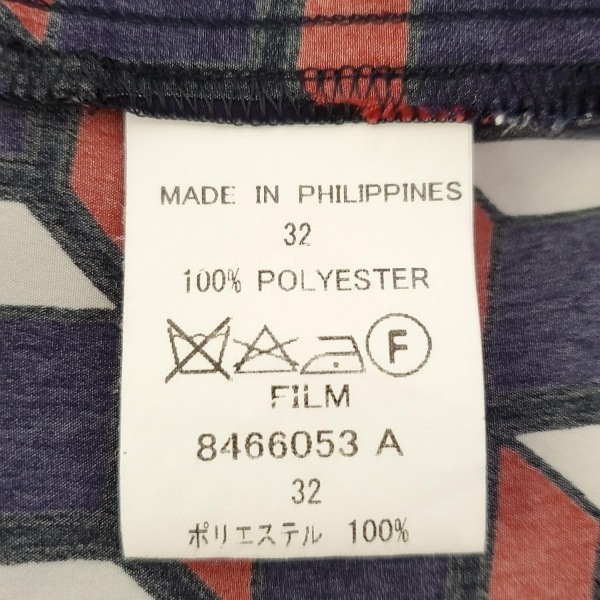 MADE IN PHILIPPINES
32
100% POLYESTER
F
FILM
8466053 A
32
ポリエステル 100%